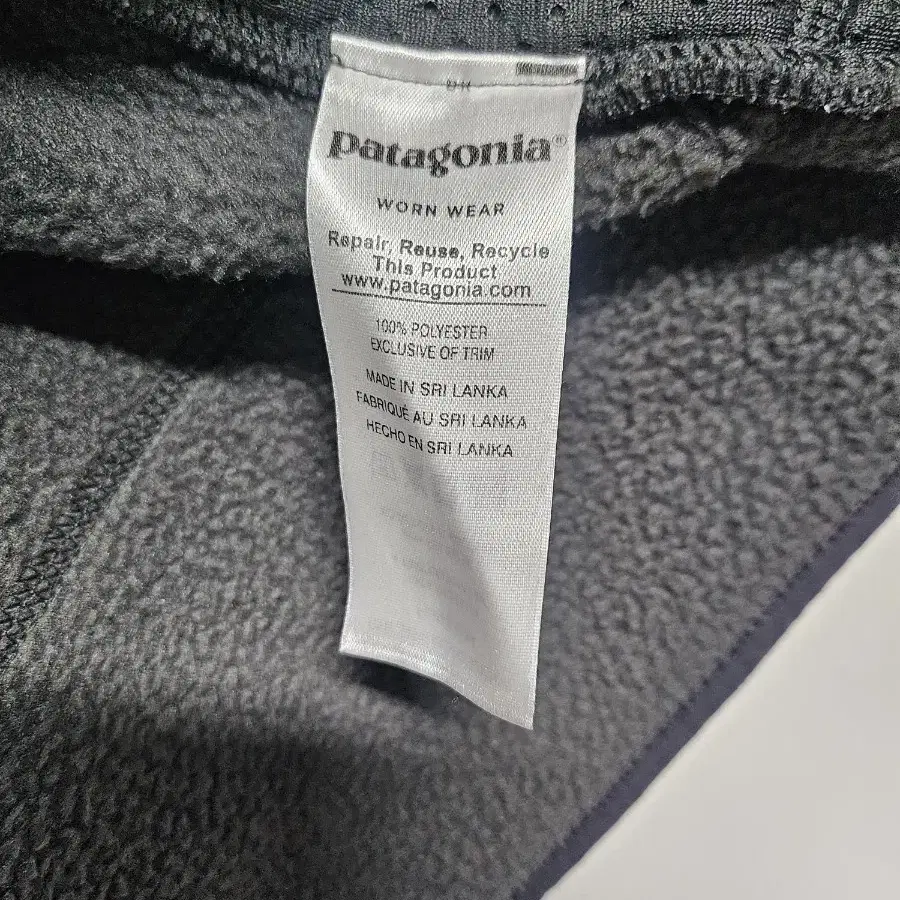 patagonia®
WORN WEAR
Repair, Reuse, Recycle
This Product
www.patagonia.com
100% POLYESTER
EXCLUSIVE OF TRIM
MADE IN SRI LANKA
FABRIQUÉ AU SRI LANKA
HECHO EN SRI LANKA